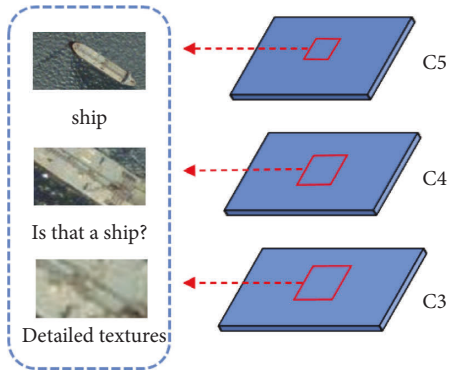 ship
C5
Is that a ship?
C4
Detailed textures
C3